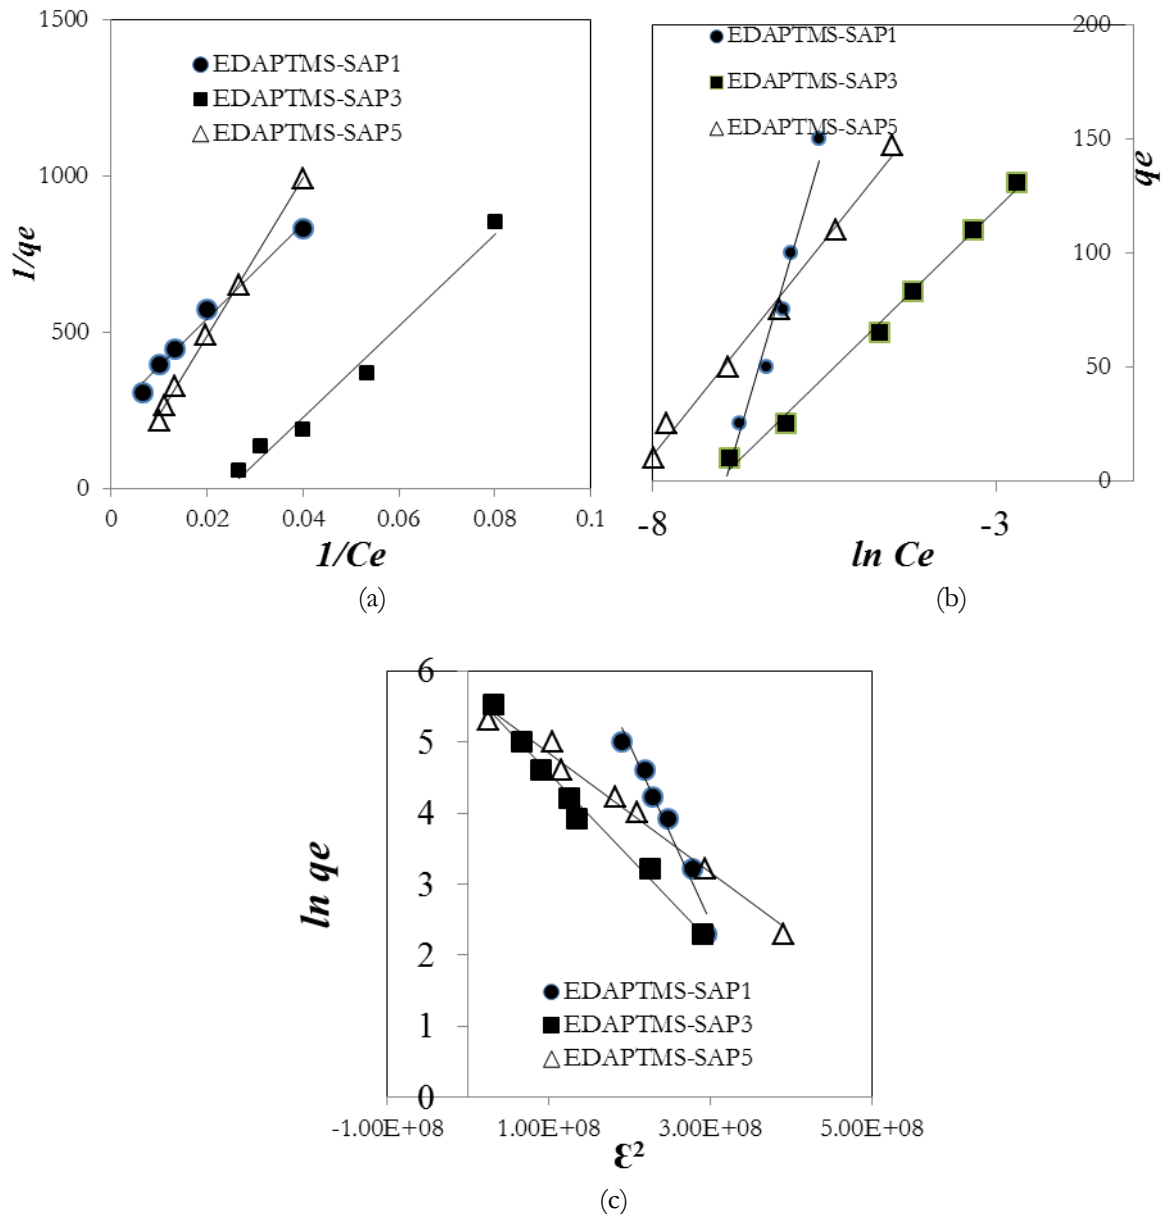 1500
EDAPTMS-SAP1
EDAPTMS-SAP3
EDAPTMS-SAP5
1000
1/qe
500
0
0 0.02 0.04 0.06 0.08 0.1
1/Ce
(a)
200
EDAPTMS-SAP1
EDAPTMS-SAP3
EDAPTMS-SAP5
150
qe
100
50
0
-8 -3
ln Ce
(b)
6
5
4
ln qe
3
2
EDAPTMS-SAP1
EDAPTMS-SAP3
1
EDAPTMS-SAP5
0
-1.00E+08 1.00E+08 3.00E+08 5.00E+08
Ɛ²
(c)